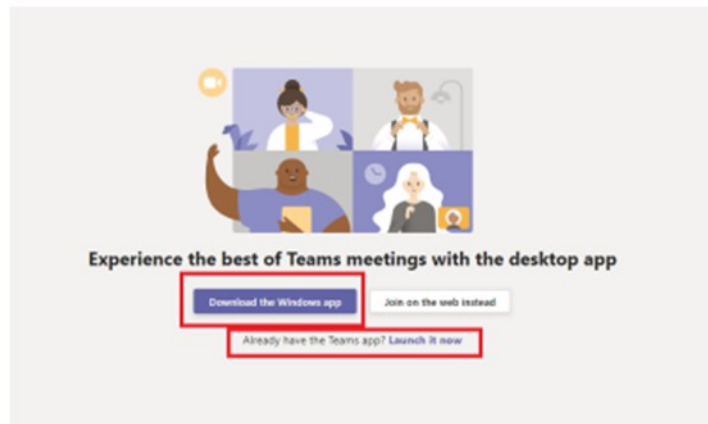 Experience the best of Teams meetings with the desktop app
Download the Windows app
Join on the web instead
Already have the Teams app? Launch it now